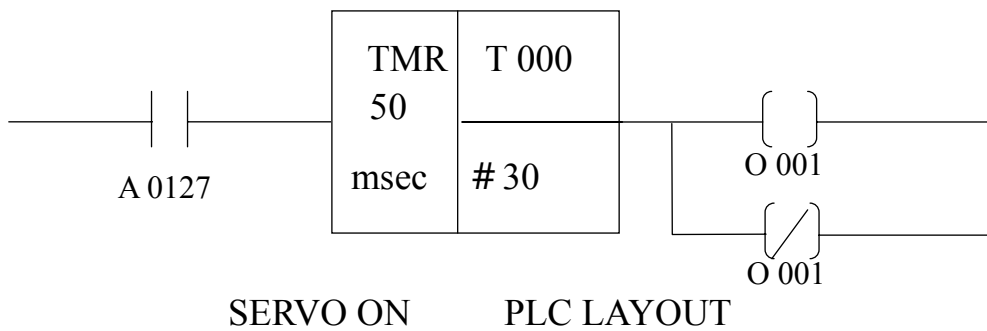 TMR
50
msec
T 000
# 30
A 0127
O 001
O 001
SERVO ON PLC LAYOUT